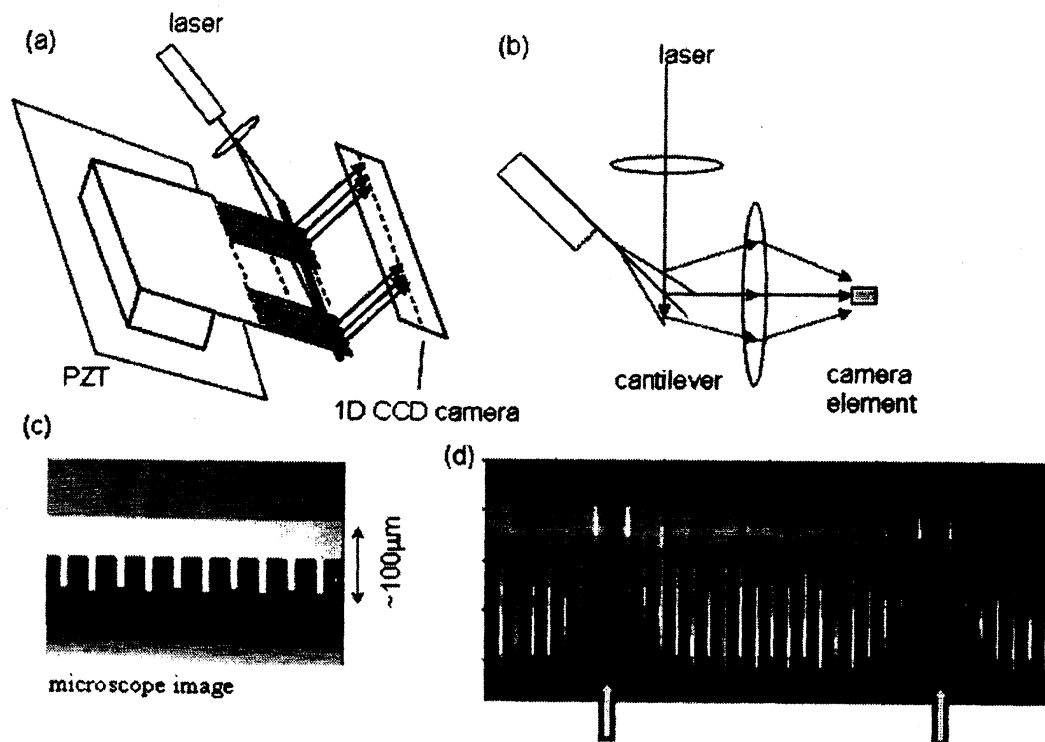 (a)
laser
PZT
1D CCD camera
(b)
laser
cantilever
camera
element
(c)
~100μm
microscope image
(d)